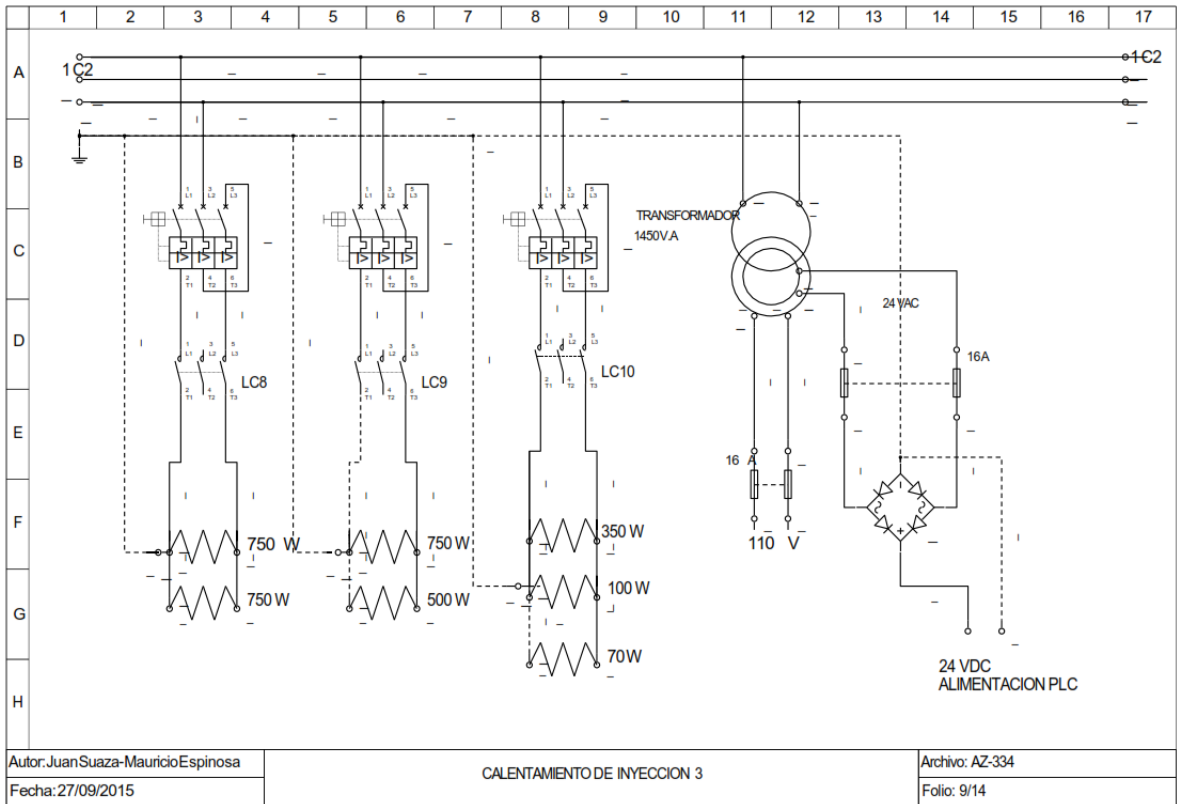 1 2 3 4 5 6 7 8 9 10 11 12 13 14 15 16 17
A
1 C2
1 C2
B
1 3 5 1 3 5 1 3 5
L1 L2 L3 L1 L2 L3 L1 L2 L3
C
TRANSFORMADOR
1450V.A
I> I> I> I> I> I> I> I> I>
2 4 6 2 4 6 2 4 6
T1 T2 T3 T1 T2 T3 T1 T2 T3
24 VAC
D
1 3 5 1 3 5 1 3 5
L1 L2 L3 L1 L2 L3 L1 L2 L3
16A
LC8 LC9 LC10
2 4 6 2 4 6 2 4 6
T1 T2 T3 T1 T2 T3 T1 T2 T3
E
16 A
F
350 W
750 W 750 W 110 V
G
100 W
750 W 500 W
70 W
24 VDC
ALIMENTACION PLC
H
Autor:JuanSuaza-MauricioEspinosa
Fecha:27/09/2015
CALENTAMIENTO DE INYECCION 3
Archivo: AZ-334
Folio: 9/14